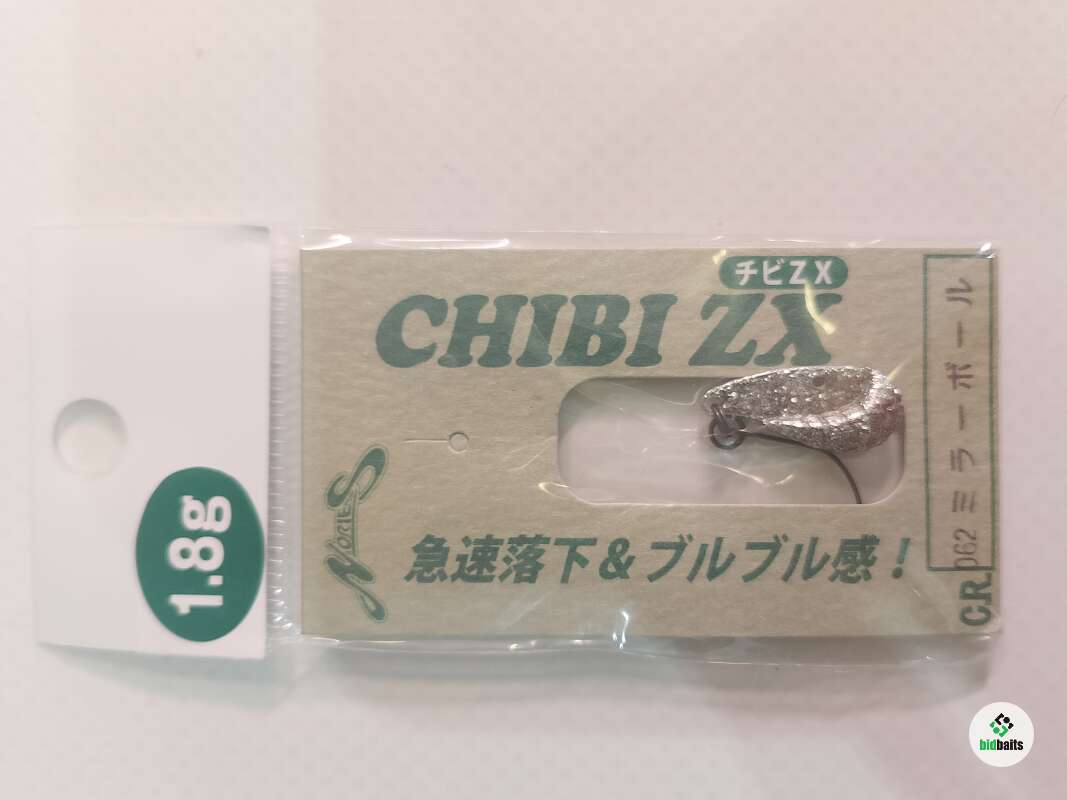 チビZX
CHIBI ZX
NORIES
急速落下&ブルブル感！
1.8g
CR
062 ミラーボール
bidbaits